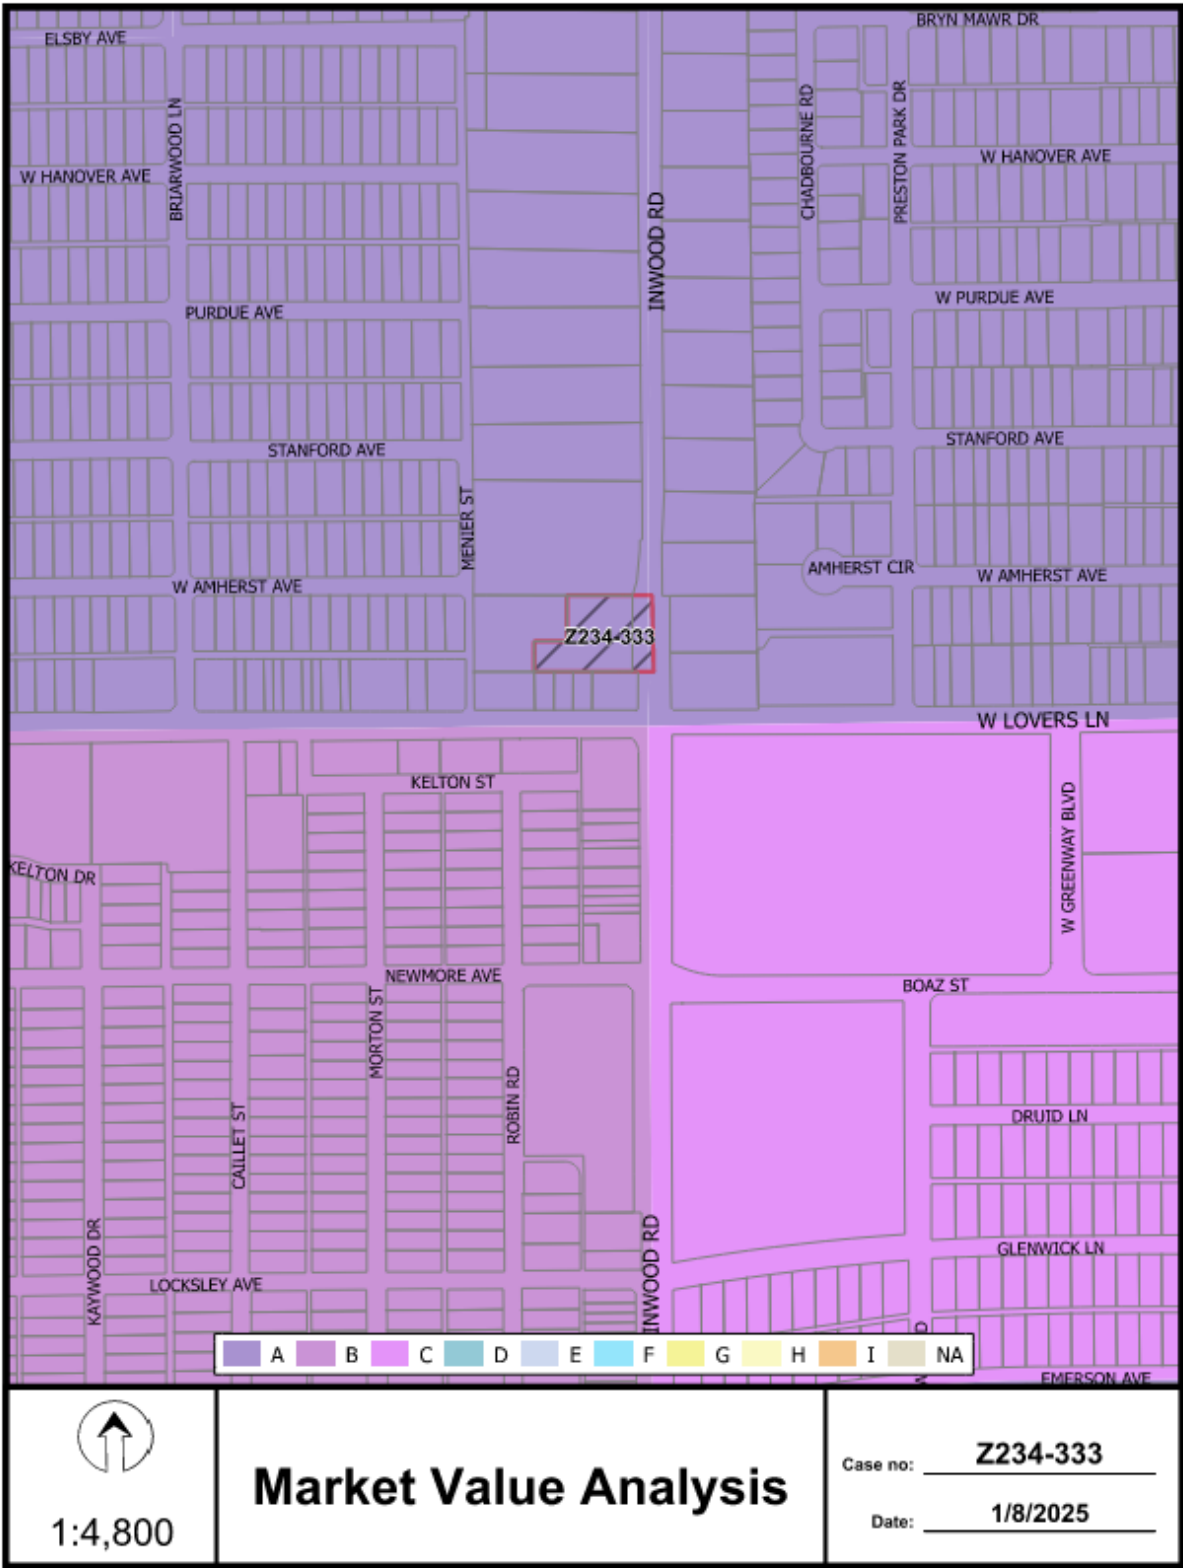 BRYN MAWR DR
ELSBY AVE
BRIARWOOD LN
CHADBOURNE RD
PRESTON PARK DR
W HANOVER AVE
W HANOVER AVE
INWOOD RD
W PURDUE AVE
PURDUE AVE
STANFORD AVE
STANFORD AVE
MENIER ST
AMHERST CIR
W AMHERST AVE
W AMHERST AVE
Z234-333
W LOVERS LN
KELTON ST
W GREENWAY BLVD
KELTON DR
NEWMORE AVE
BOAZ ST
MORTON ST
ROBIN RD
CAILLET ST
DRUID LN
KAYWOOD DR
INWOOD RD
GLENWICK LN
LOCKSLEY AVE
A B C D E F G H I NA
EMERSON AVE
1:4,800
Market Value Analysis
Case no: Z234-333
Date: 1/8/2025